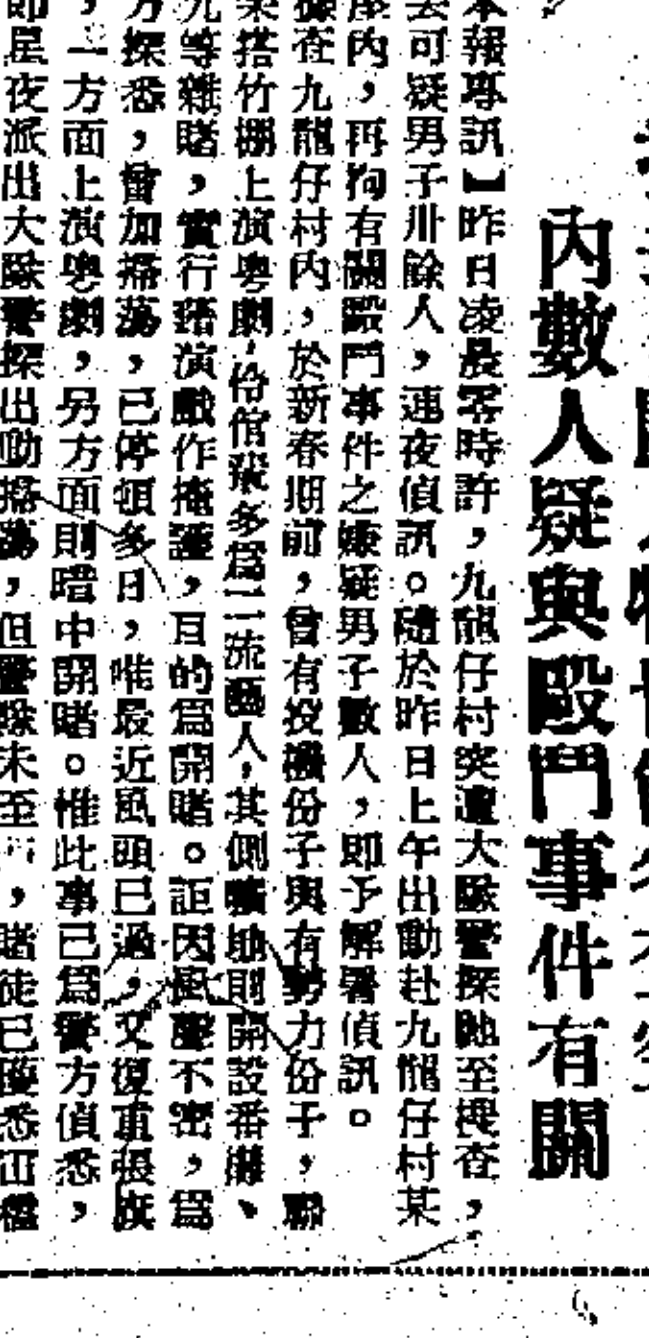 內數人疑與毆鬥事件有關
本報專訊】昨日凌晨零時許，九龍仔村突遭大隊警探馳至搜查，
去可疑男子卅餘人，連夜偵訊。隨於昨日上午出動赴九龍仔村某
座內，再拘有關毆鬥事件之嫌疑男子數人，即予解署偵訊。
據在九龍仔村內，於新春期前，曾有投機份子與有勢力份子，聯
搭竹棚上演粵劇，伶倌輩多爲二三流藝人，其側曠地則開設番攤、
九等雜賭，實行藉演戲作掩護，目的爲開賭。詎因風聲不密，爲
方探悉，曾加掃蕩，已停頓多日，唯最近風頭已過，又復重張旗
，一方面上演粵劇，另方面則暗中開賭。惟此事已爲警方偵悉，
即星夜派出大隊警探出動掃蕩，但警隊未至，賭徒已獲悉